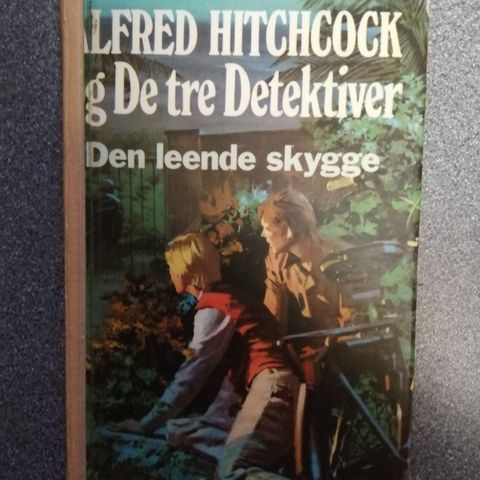 ALFRED HITCHCOCK
g De tre Detektiver
Den leende skygge